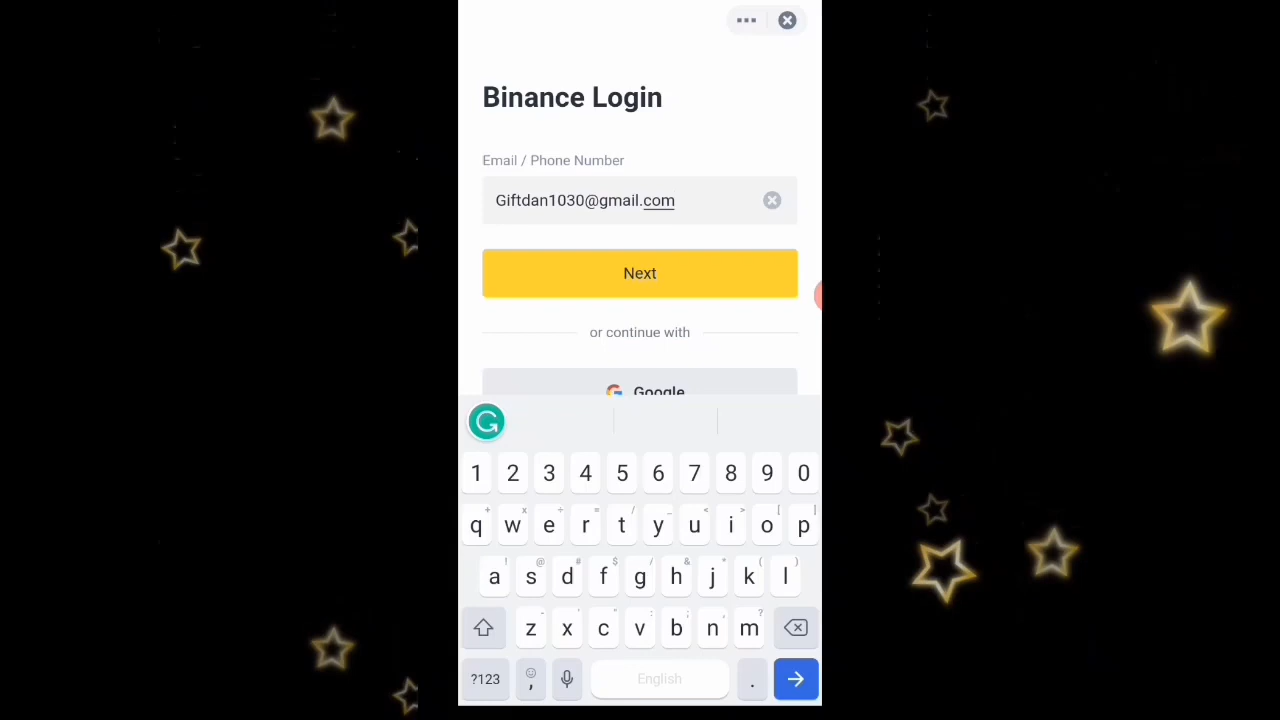 Binance Login
Email / Phone Number
Giftdan1030@gmail.com
Next
or continue with
Google
1 2 3 4 5 6 7 8 9 0
+ × ÷ = / _ < > [ ]
q w e r t y u i o p
! @ # $ / & * ( )
a s d f g h j k l
- ' " : ; , ?
z x c v b n m
?123 , English .